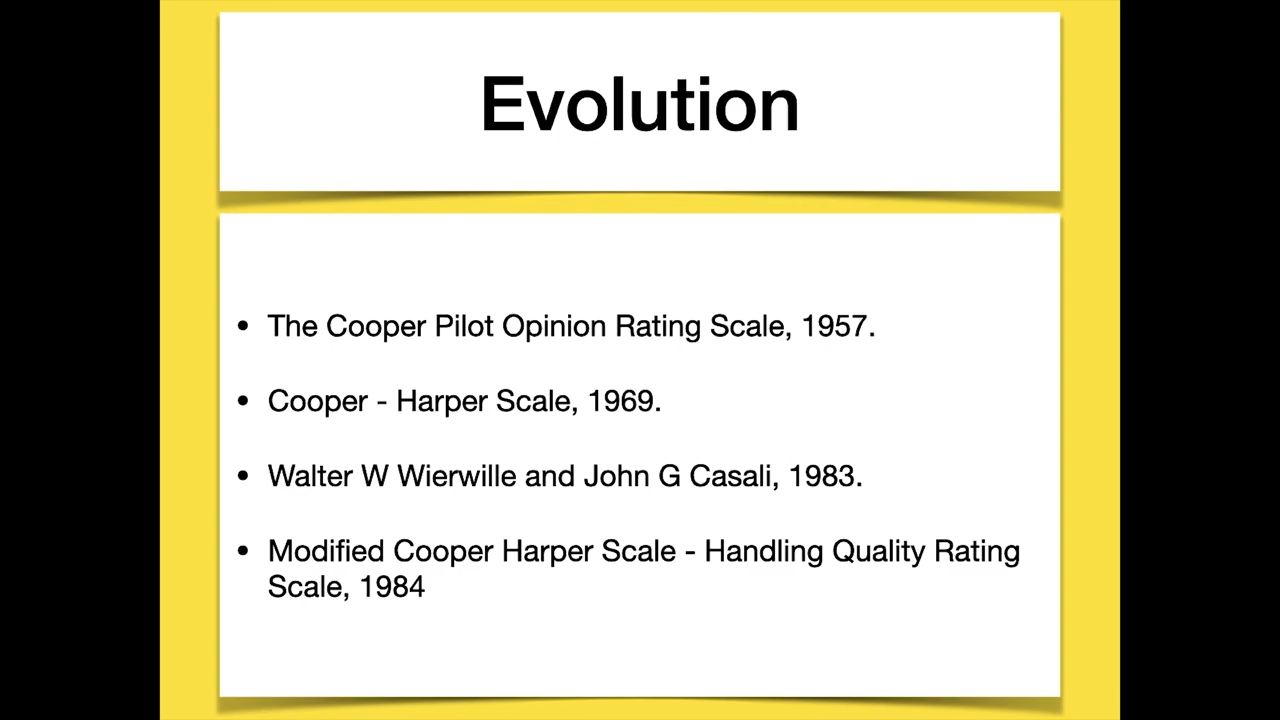 Evolution
• The Cooper Pilot Opinion Rating Scale, 1957.
• Cooper - Harper Scale, 1969.
• Walter W Wierwille and John G Casali, 1983.
• Modified Cooper Harper Scale - Handling Quality Rating
Scale, 1984